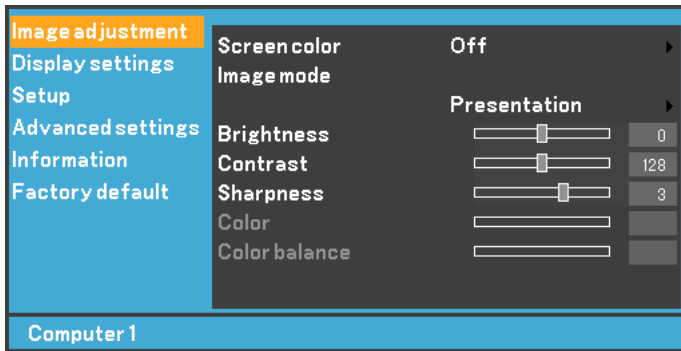 Image adjustment
Display settings
Setup
Advanced settings
Information
Factory default
Screen color Off
Image mode
Presentation
Brightness 0
Contrast 128
Sharpness 3
Color
Color balance
Computer 1